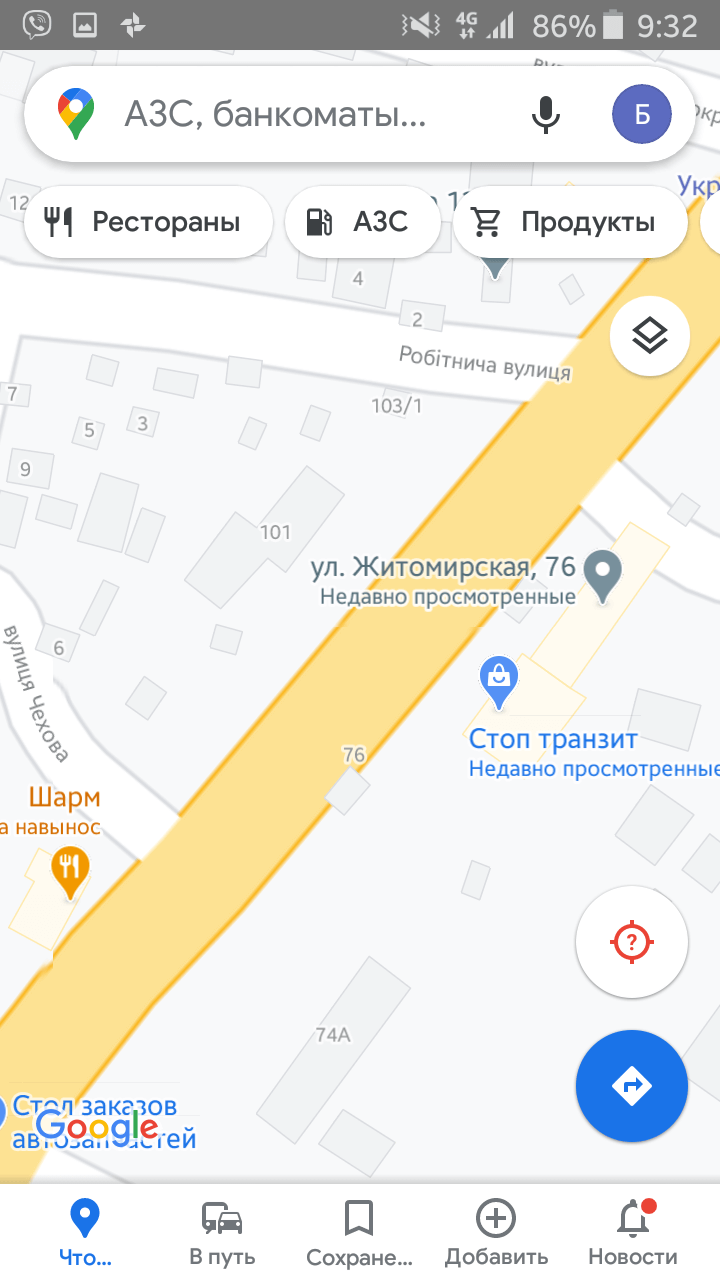 4G 86% 9:32
АЗС, банкоматы...
Б
12
Укр
Рестораны
АЗС
Продукты
4
2
Робітнича вулиця
103/1
7
3
5
9
101
ул. Житомирская, 76
Недавно просмотренные
6
вулиця Чехова
Стоп транзит
Недавно просмотренные
76
Шарм
а навынос
?
74А
Стол заказов
автозапчастей
Google
Что...
В путь
Сохране...
Добавить
Новости